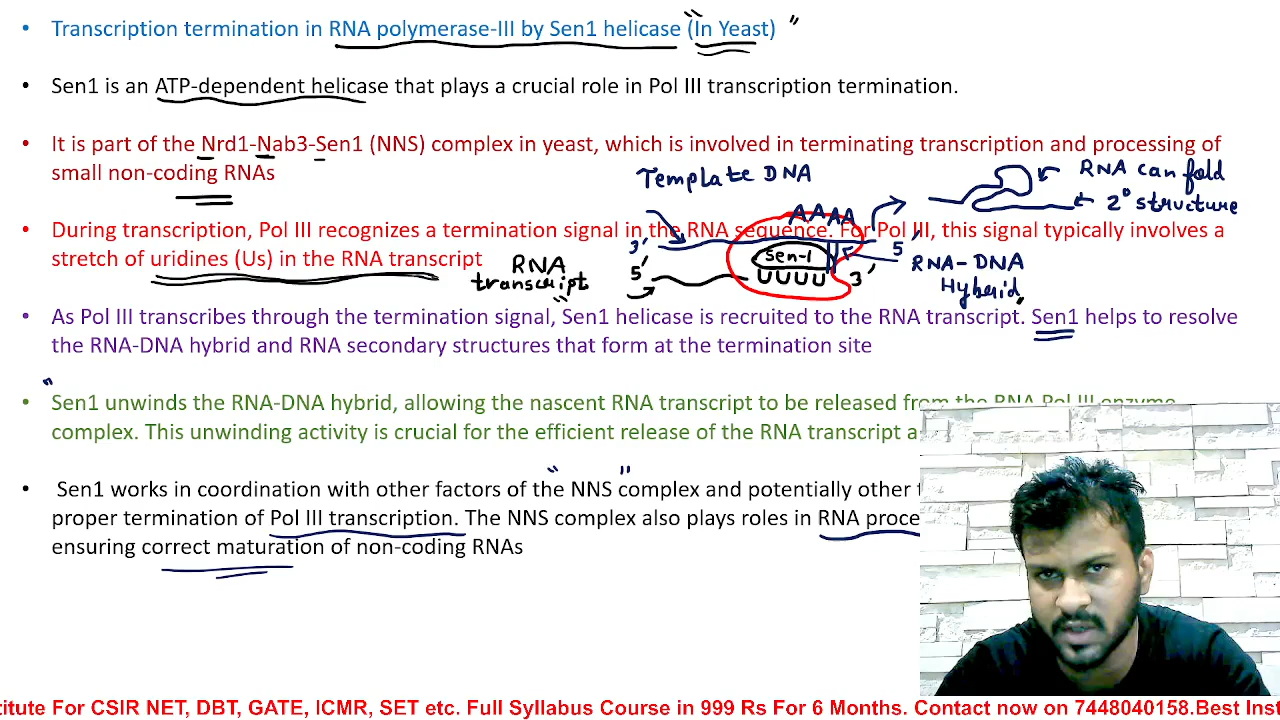 • Transcription termination in RNA polymerase-III by Sen1 helicase (In Yeast)
• Sen1 is an ATP-dependent helicase that plays a crucial role in Pol III transcription termination.
• It is part of the Nrd1-Nab3-Sen1 (NNS) complex in yeast, which is involved in terminating transcription and processing of
small non-coding RNAs
Template DNA
RNA can fold
2° structure
AAAA
• During transcription, Pol III recognizes a termination signal in the RNA sequence. For Pol III, this signal typically involves a
stretch of uridines (Us) in the RNA transcript
3'
5'
Sen-1
RNA
transcript
5'
UUUU
3'
RNA-DNA
Hybrid
• As Pol III transcribes through the termination signal, Sen1 helicase is recruited to the RNA transcript. Sen1 helps to resolve
the RNA-DNA hybrid and RNA secondary structures that form at the termination site
• Sen1 unwinds the RNA-DNA hybrid, allowing the nascent RNA transcript to be released from the RNA Pol III enzyme
complex. This unwinding activity is crucial for the efficient release of the RNA transcript a
• Sen1 works in coordination with other factors of the NNS complex and potentially other
proper termination of Pol III transcription. The NNS complex also plays roles in RNA proce
ensuring correct maturation of non-coding RNAs
titute For CSIR NET, DBT, GATE, ICMR, SET etc. Full Syllabus Course in 999 Rs For 6 Months. Contact now on 7448040158.Best Inst